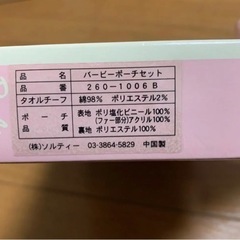 品名 バービーポーチセット
品番 260-1006B
タオルチーフ 綿98% ポリエステル2%
ポーチ品質 表地 ポリ塩化ビニール100%
(ファー部分)アクリル100%
裏地 ポリエステル100%
(株)ソルティー 03-3864-5829 中国製